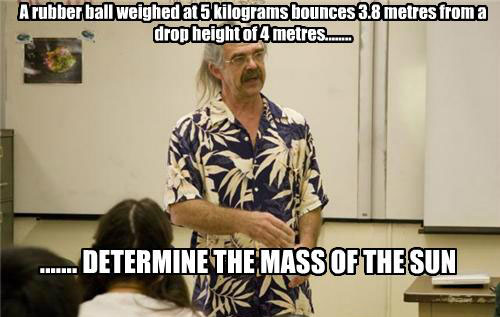 A rubber ball weighed at 5 kilograms bounces 3.8 metres from a
drop height of 4 metres........
....... DETERMINE THE MASS OF THE SUN